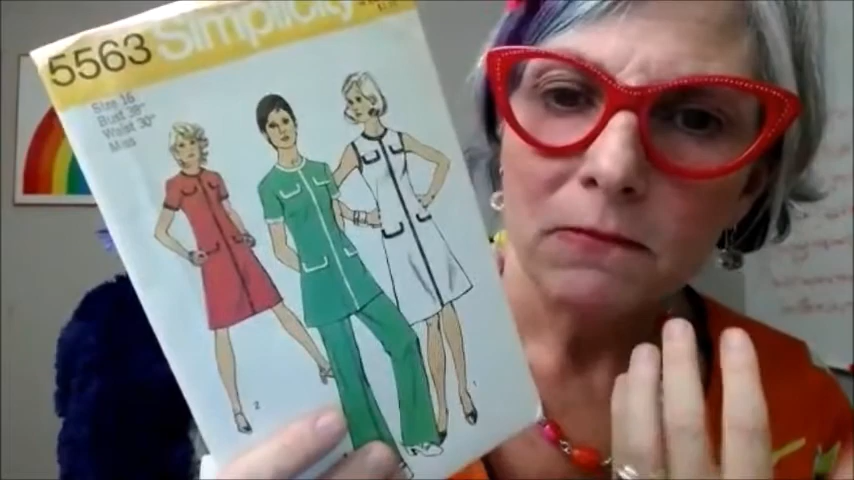 5563 Simplicity
Size 16
Bust 38"
Waist 30"
Miss
2
1